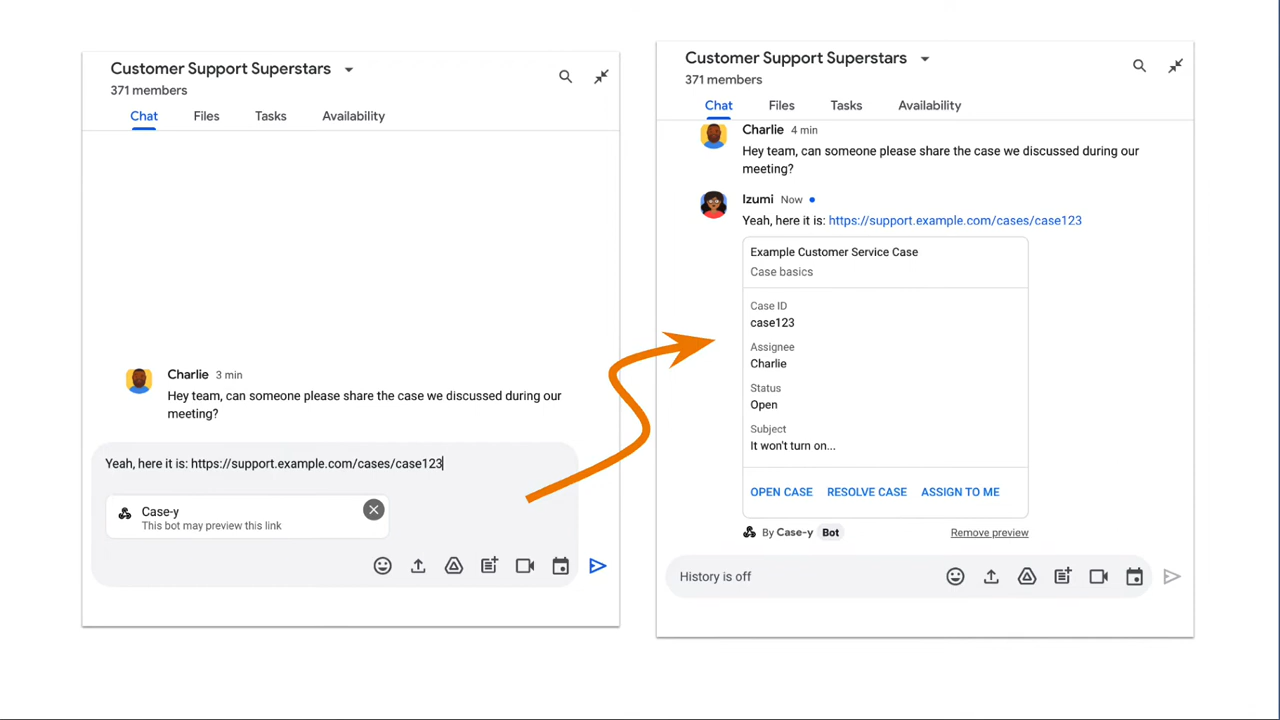 Customer Support Superstars
371 members
Chat Files Tasks Availability
Charlie 3 min
Hey team, can someone please share the case we discussed during our
meeting?
Yeah, here it is: https://support.example.com/cases/case123
Case-y
This bot may preview this link
Customer Support Superstars
371 members
Chat Files Tasks Availability
Charlie 4 min
Hey team, can someone please share the case we discussed during our
meeting?
Izumi Now
Yeah, here it is: https://support.example.com/cases/case123
Example Customer Service Case
Case basics
Case ID
case123
Assignee
Charlie
Status
Open
Subject
It won't turn on...
OPEN CASE RESOLVE CASE ASSIGN TO ME
By Case-y Bot Remove preview
History is off